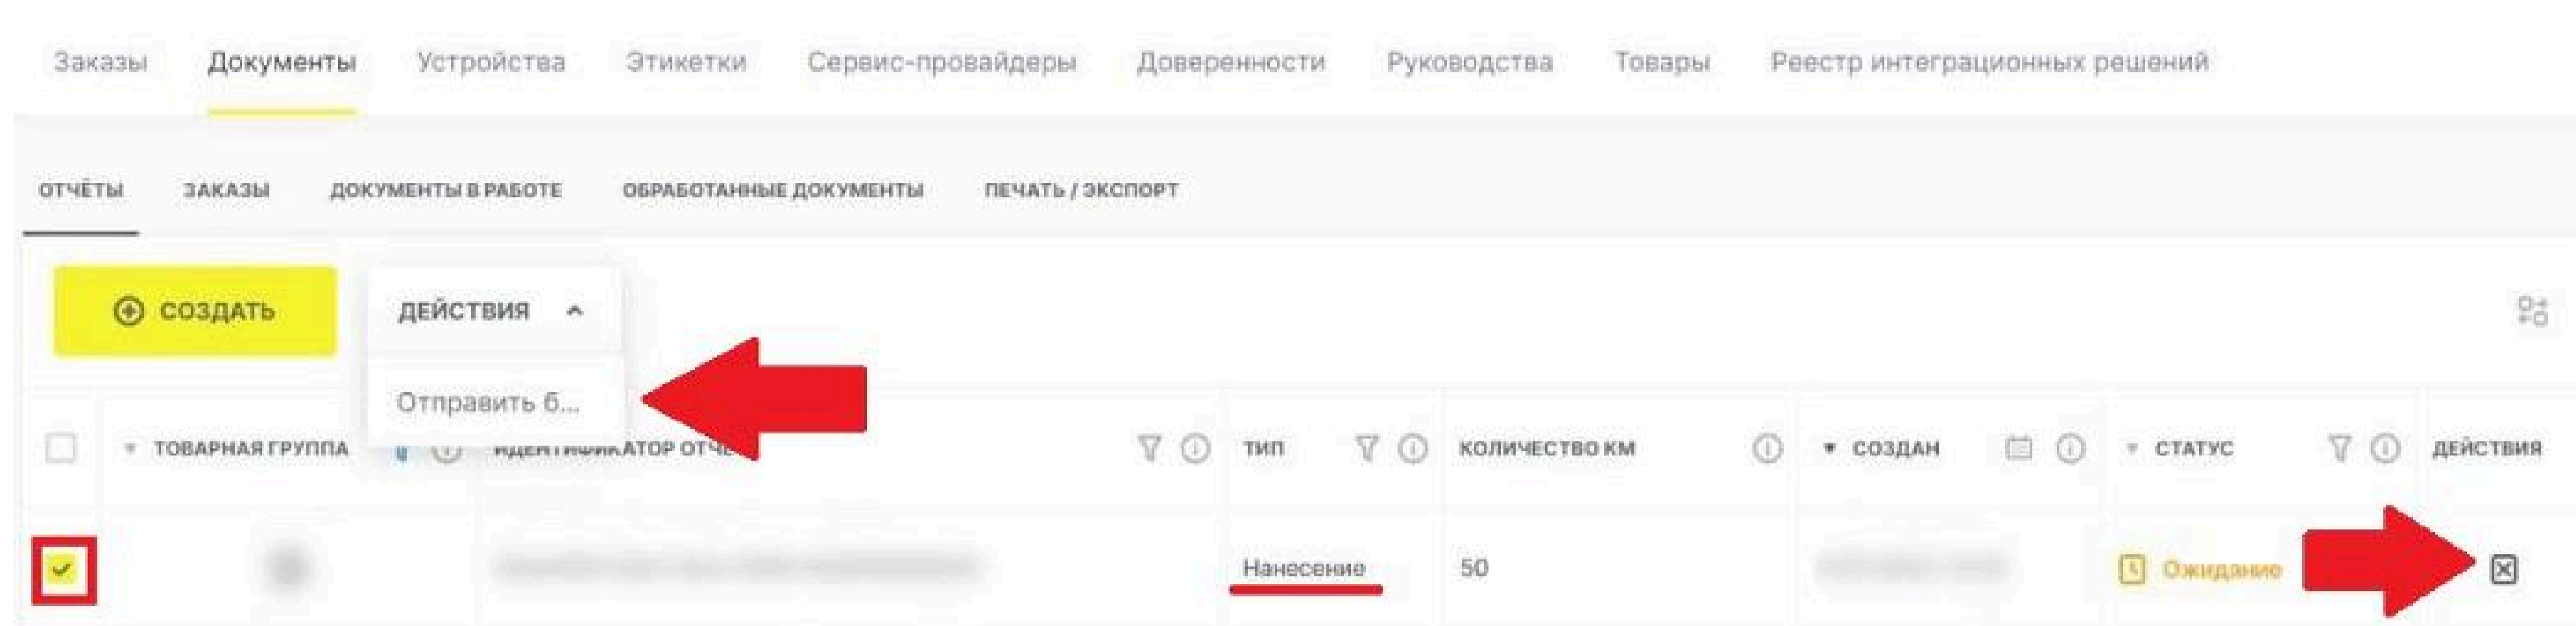 Заказы Документы Устройства Этикетки Сервис-провайдеры Доверенности Руководства Товары Реестр интеграционных решений
ОТЧЁТЫ ЗАКАЗЫ ДОКУМЕНТЫ В РАБОТЕ ОБРАБОТАННЫЕ ДОКУМЕНТЫ ПЕЧАТЬ / ЭКСПОРТ
СОЗДАТЬ ДЕЙСТВИЯ
Отправить б...
ТОВАРНАЯ ГРУППА ИДЕНТИФИКАТОР ТИП КОЛИЧЕСТВО КМ СОЗДАН СТАТУС ДЕЙСТВИЯ
Нанесение 50 Ожидание